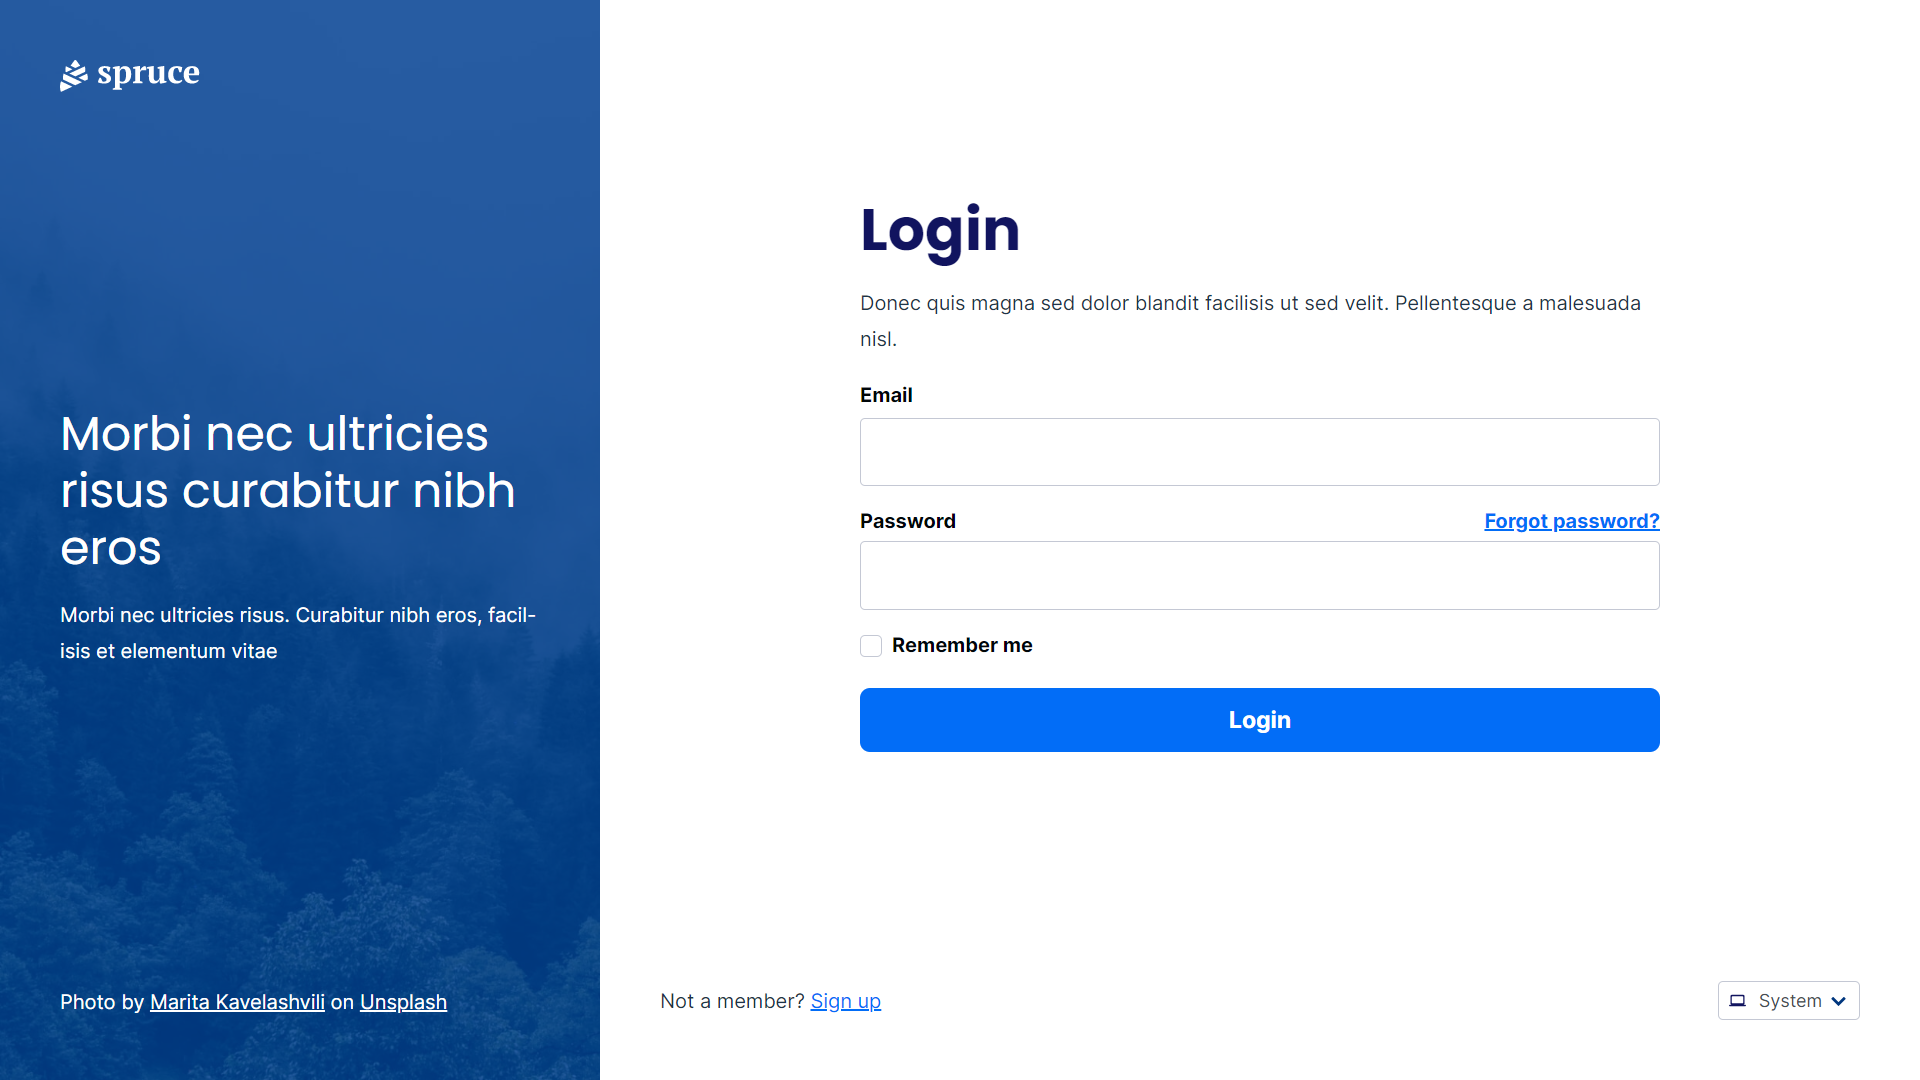 spruce
Morbi nec ultricies
risus curabitur nibh
eros
Morbi nec ultricies risus. Curabitur nibh eros, facil-
isis et elementum vitae
Photo by Marita Kavelashvili on Unsplash
Login
Donec quis magna sed dolor blandit facilisis ut sed velit. Pellentesque a malesuada
nisl.
Email
Password
Forgot password?
Remember me
Login
Not a member? Sign up
System